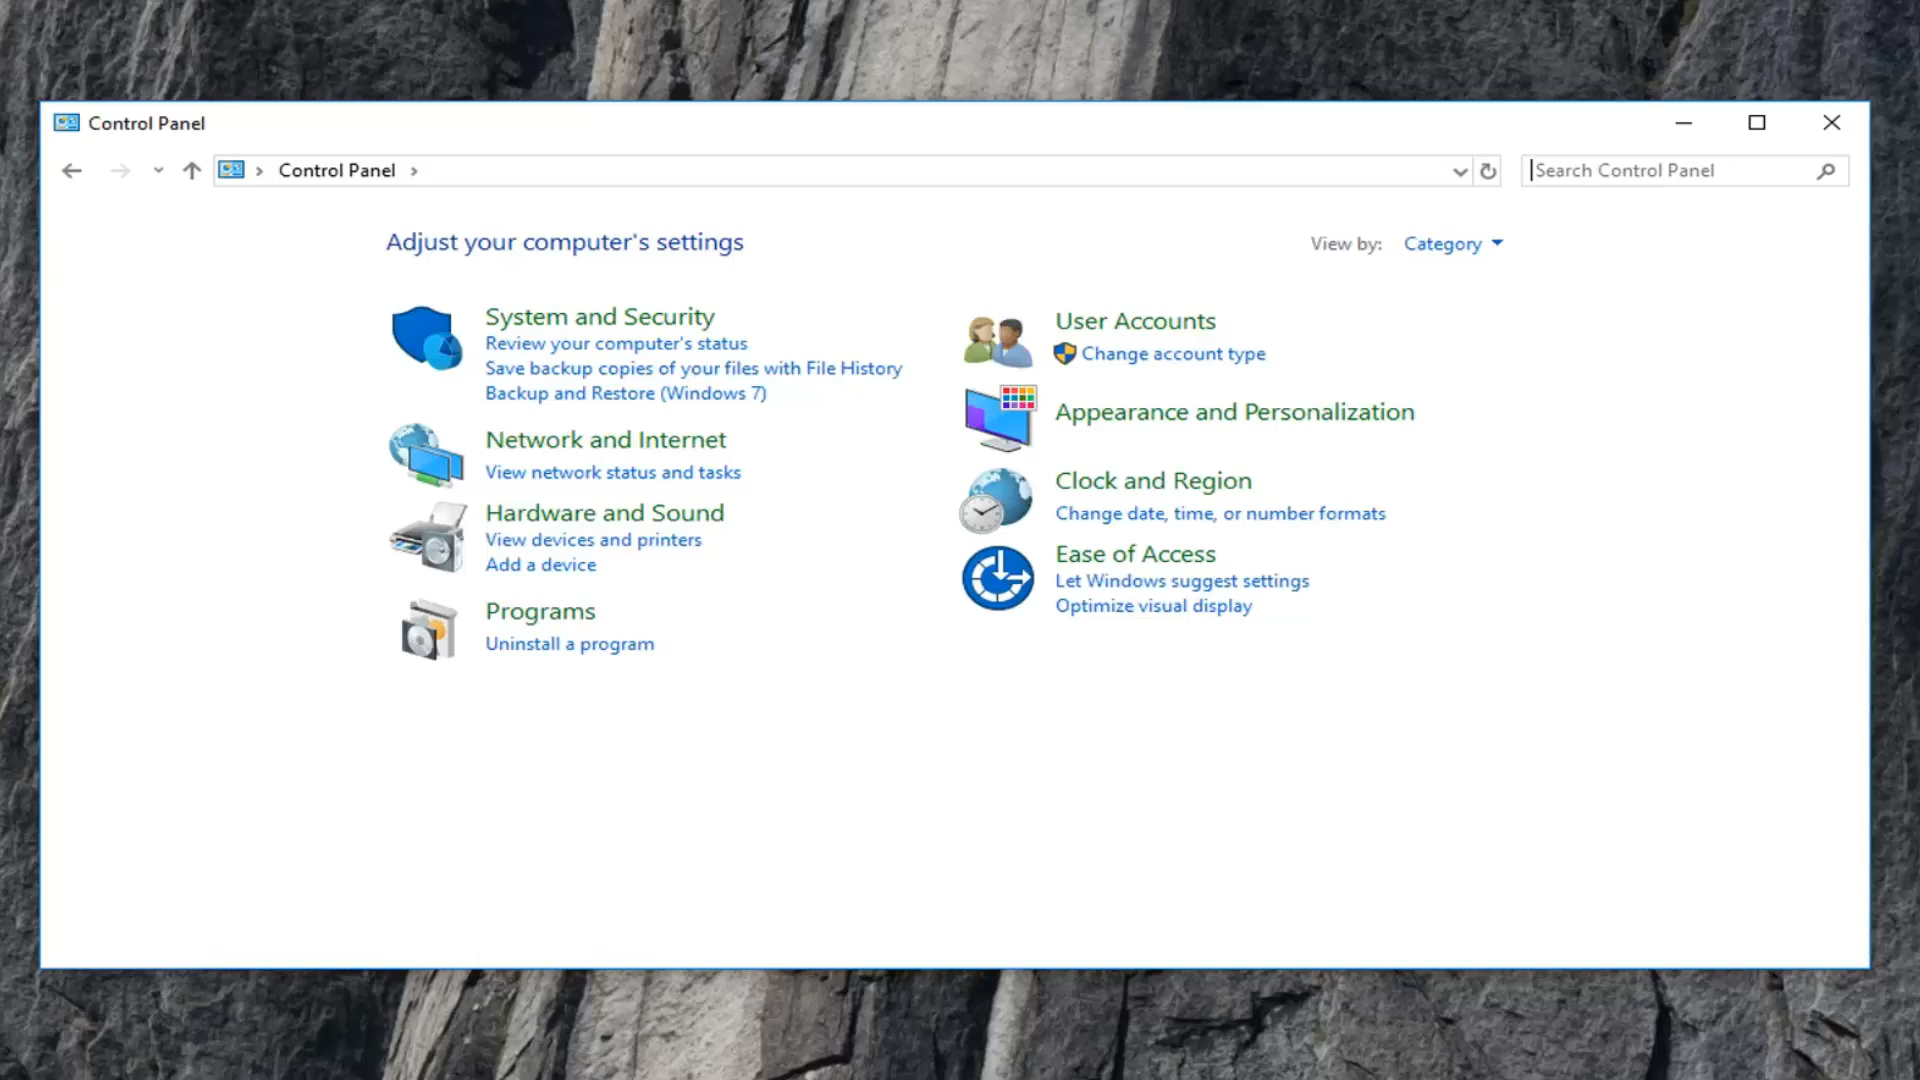 Control Panel
Control Panel
Search Control Panel
Adjust your computer's settings
View by: Category
System and Security
Review your computer's status
Save backup copies of your files with File History
Backup and Restore (Windows 7)
Network and Internet
View network status and tasks
Hardware and Sound
View devices and printers
Add a device
Programs
Uninstall a program
User Accounts
Change account type
Appearance and Personalization
Clock and Region
Change date, time, or number formats
Ease of Access
Let Windows suggest settings
Optimize visual display